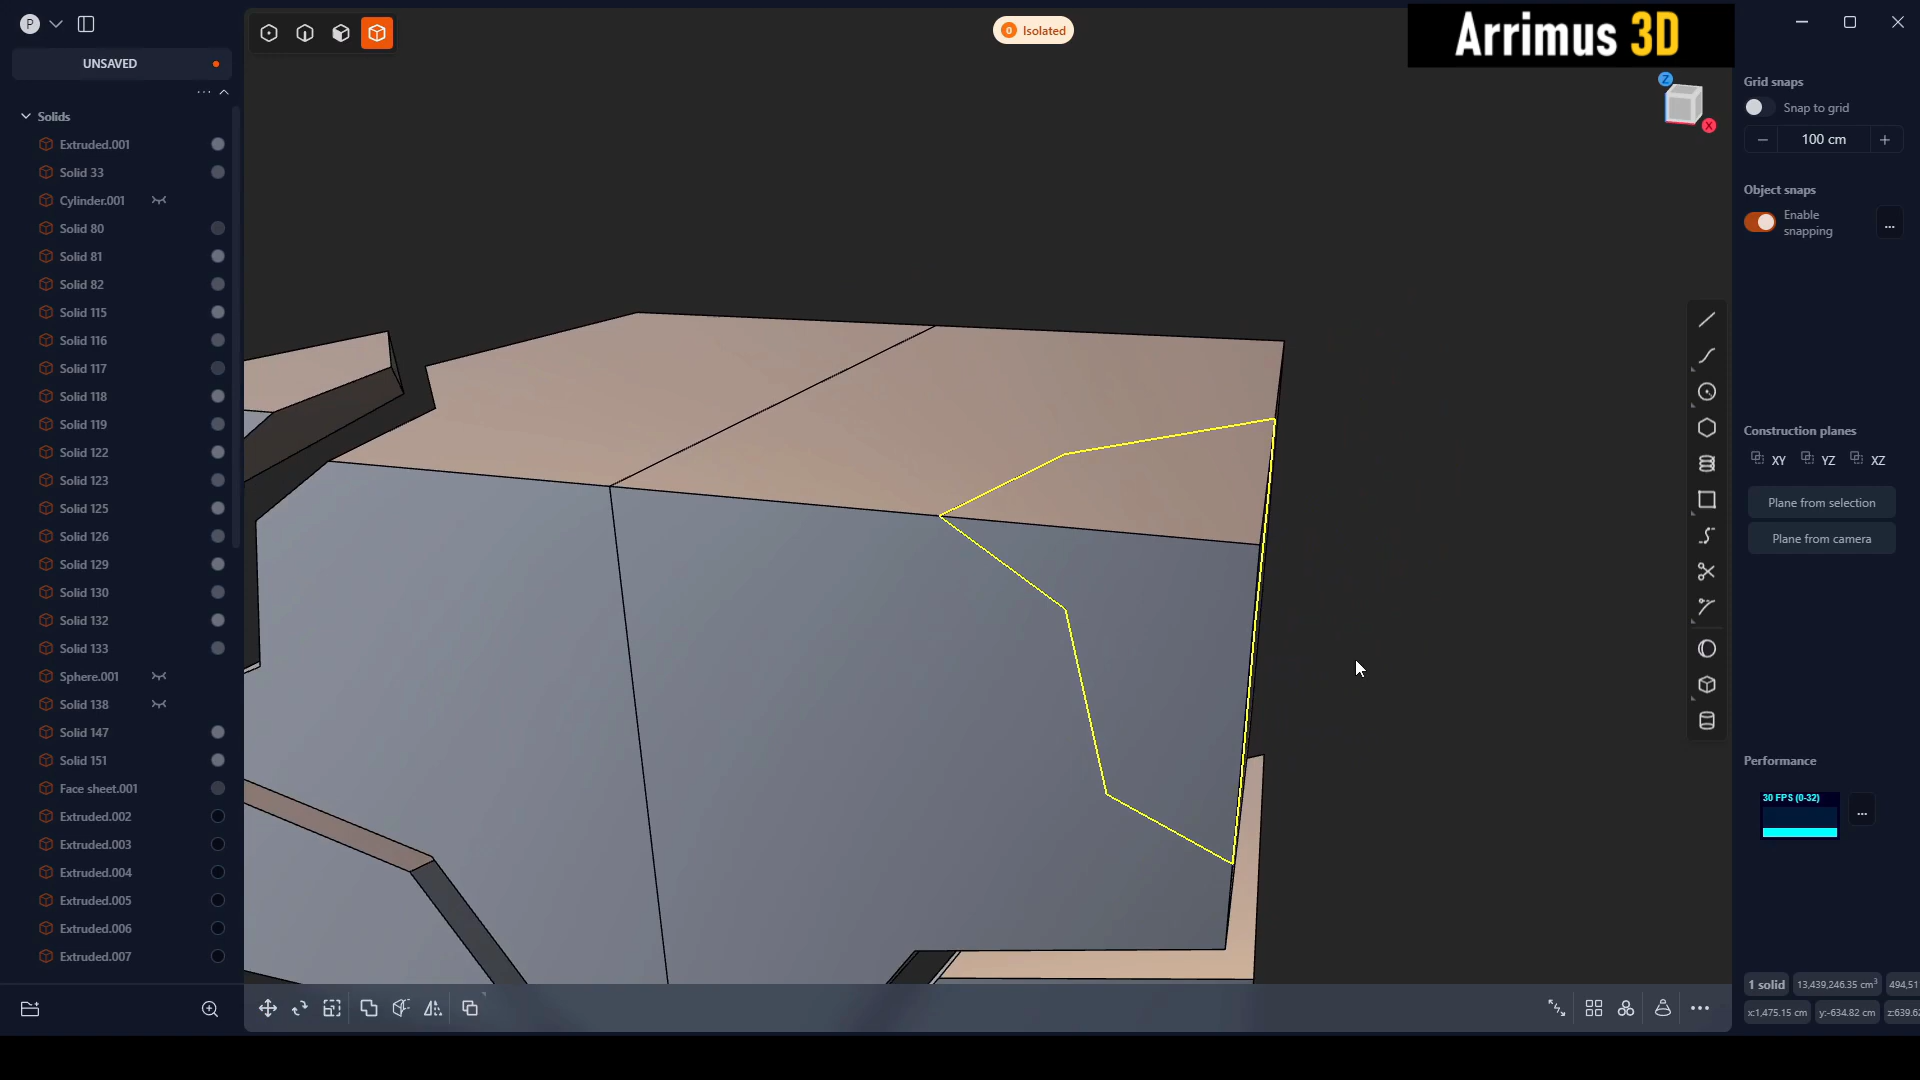 P
UNSAVED
Solids
Extruded.001
Solid 33
Cylinder.001
Solid 80
Solid 81
Solid 82
Solid 115
Solid 116
Solid 117
Solid 118
Solid 119
Solid 122
Solid 123
Solid 125
Solid 126
Solid 129
Solid 130
Solid 132
Solid 133
Sphere.001
Solid 138
Solid 147
Solid 151
Face sheet.001
Extruded.002
Extruded.003
Extruded.004
Extruded.005
Extruded.006
Extruded.007
0 Isolated
Arrimus 3D
Z
X
Grid snaps
Snap to grid
100 cm
Object snaps
Enable
snapping
...
Construction planes
XY YZ XZ
Plane from selection
Plane from camera
Performance
30 FPS (0-32)
...
1 solid 13,439,246.35 cm³ 494,51
x:1,475.15 cm y:-634.82 cm z:639.62